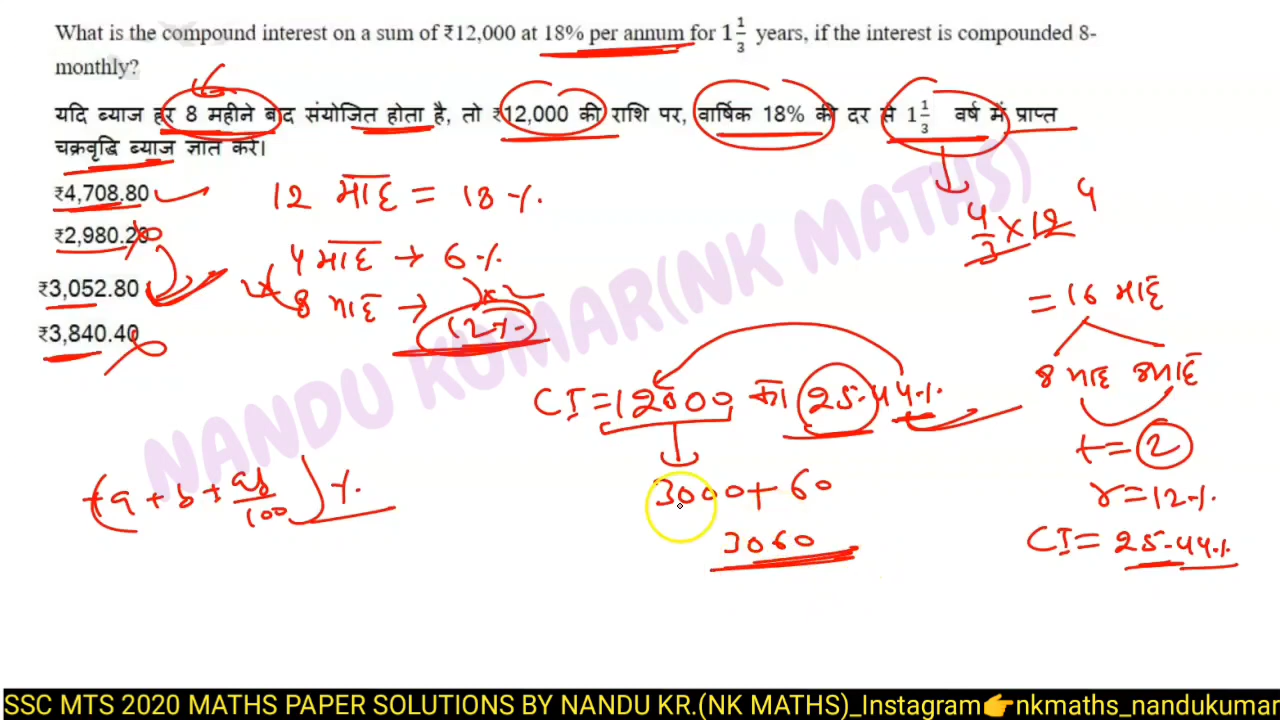 What is the compound interest on a sum of ₹12,000 at 18% per annum for 1 1/3 years, if the interest is compounded 8-
monthly?
16
यदि ब्याज हर 8 महीने बाद संयोजित होता है, तो ₹12,000 की राशि पर, वार्षिक 18% की दर से 1 1/3 वर्ष में प्राप्त
चक्रवृद्धि ब्याज ज्ञात करें।
₹4,708.80
12 माह = 18 %.
4/3 × 12 4
₹2,980.20
4 माह → 6 %
×2
₹3,052.80
8 माह → 12 %
= 16 माह
₹3,840.40
8 माह 8माह
CI = 12000 का 25.44%
t = 2
(a + b + ab/100) %
3000 + 60
r = 12%
3060
CI = 25.44%
NANDU KUMAR(NK MATHS)
SSC MTS 2020 MATHS PAPER SOLUTIONS BY NANDU KR.(NK MATHS)_Instagram👉nkmaths_nandukumar